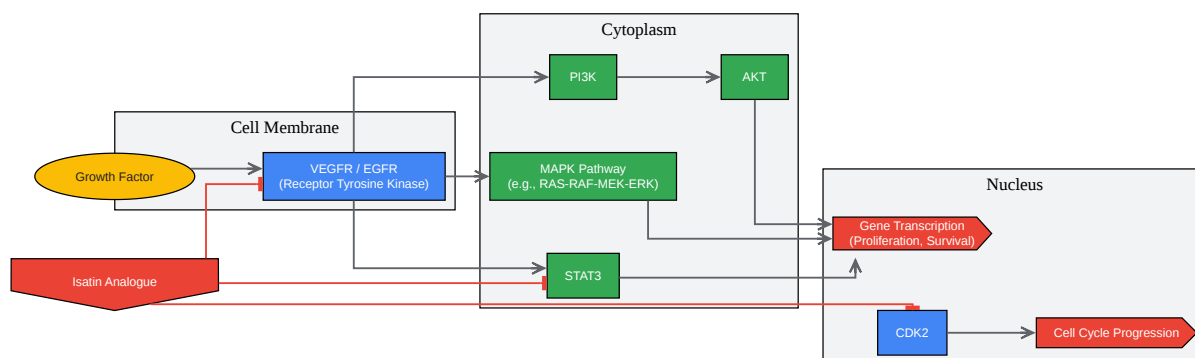 Cytoplasm
PI3K
AKT
Cell Membrane
Growth Factor
VEGFR / EGFR
(Receptor Tyrosine Kinase)
MAPK Pathway
(e.g., RAS-RAF-MEK-ERK)
Nucleus
Gene Transcription
(Proliferation, Survival)
Isatin Analogue
STAT3
CDK2
Cell Cycle Progression